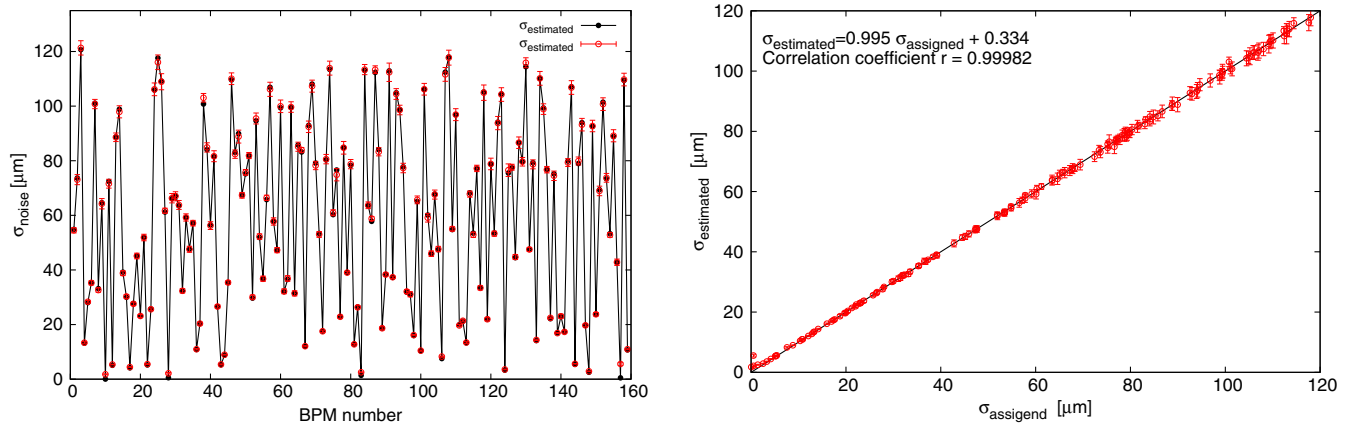 σestimated
σestimated
σnoise [μm]
120
100
80
60
40
20
0
0 20 40 60 80 100 120 140 160
BPM number
σestimated=0.995 σassigned + 0.334
Correlation coefficient r = 0.99982
σestimated [μm]
120
100
80
60
40
20
0
0 20 40 60 80 100 120
σassigend [μm]